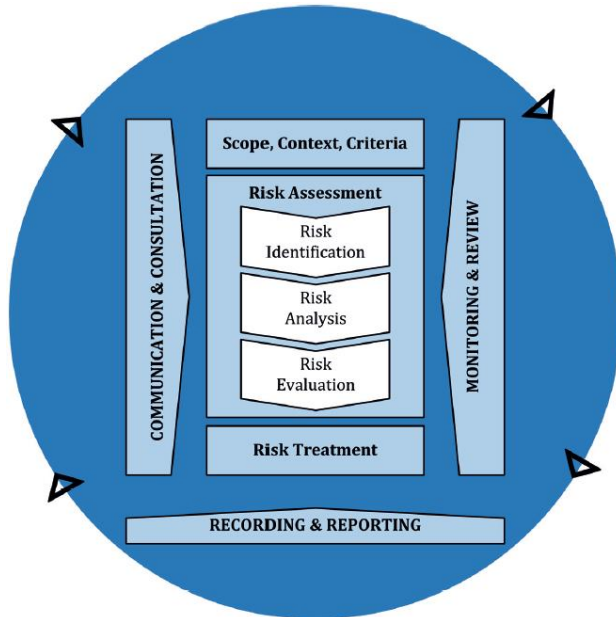 Scope, Context, Criteria
COMMUNICATION & CONSULTATION
Risk Assessment
Risk
Identification
Risk
Analysis
Risk
Evaluation
MONITORING & REVIEW
Risk Treatment
RECORDING & REPORTING